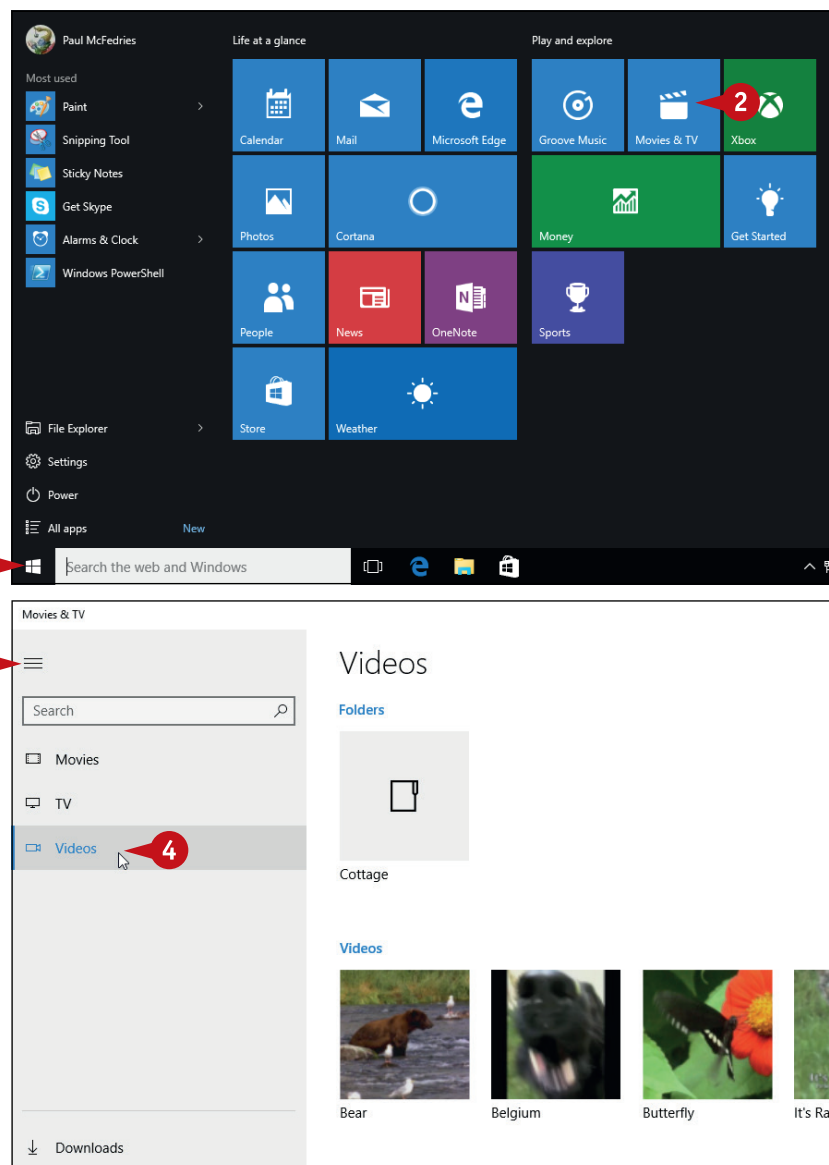 Paul McFedries
Life at a glance
Play and explore
Most used
Paint
Snipping Tool
Sticky Notes
Get Skype
Alarms & Clock
Windows PowerShell
Calendar
Mail
Microsoft Edge
Groove Music
Movies & TV
2
Xbox
Photos
Cortana
Money
Get Started
People
News
OneNote
N
Sports
Store
Weather
File Explorer
Settings
Power
All apps
New
Search the web and Windows
Movies & TV
Videos
Search
Folders
Movies
TV
Videos
4
Cottage
Videos
Bear
Belgium
Butterfly
It's Ra
Downloads